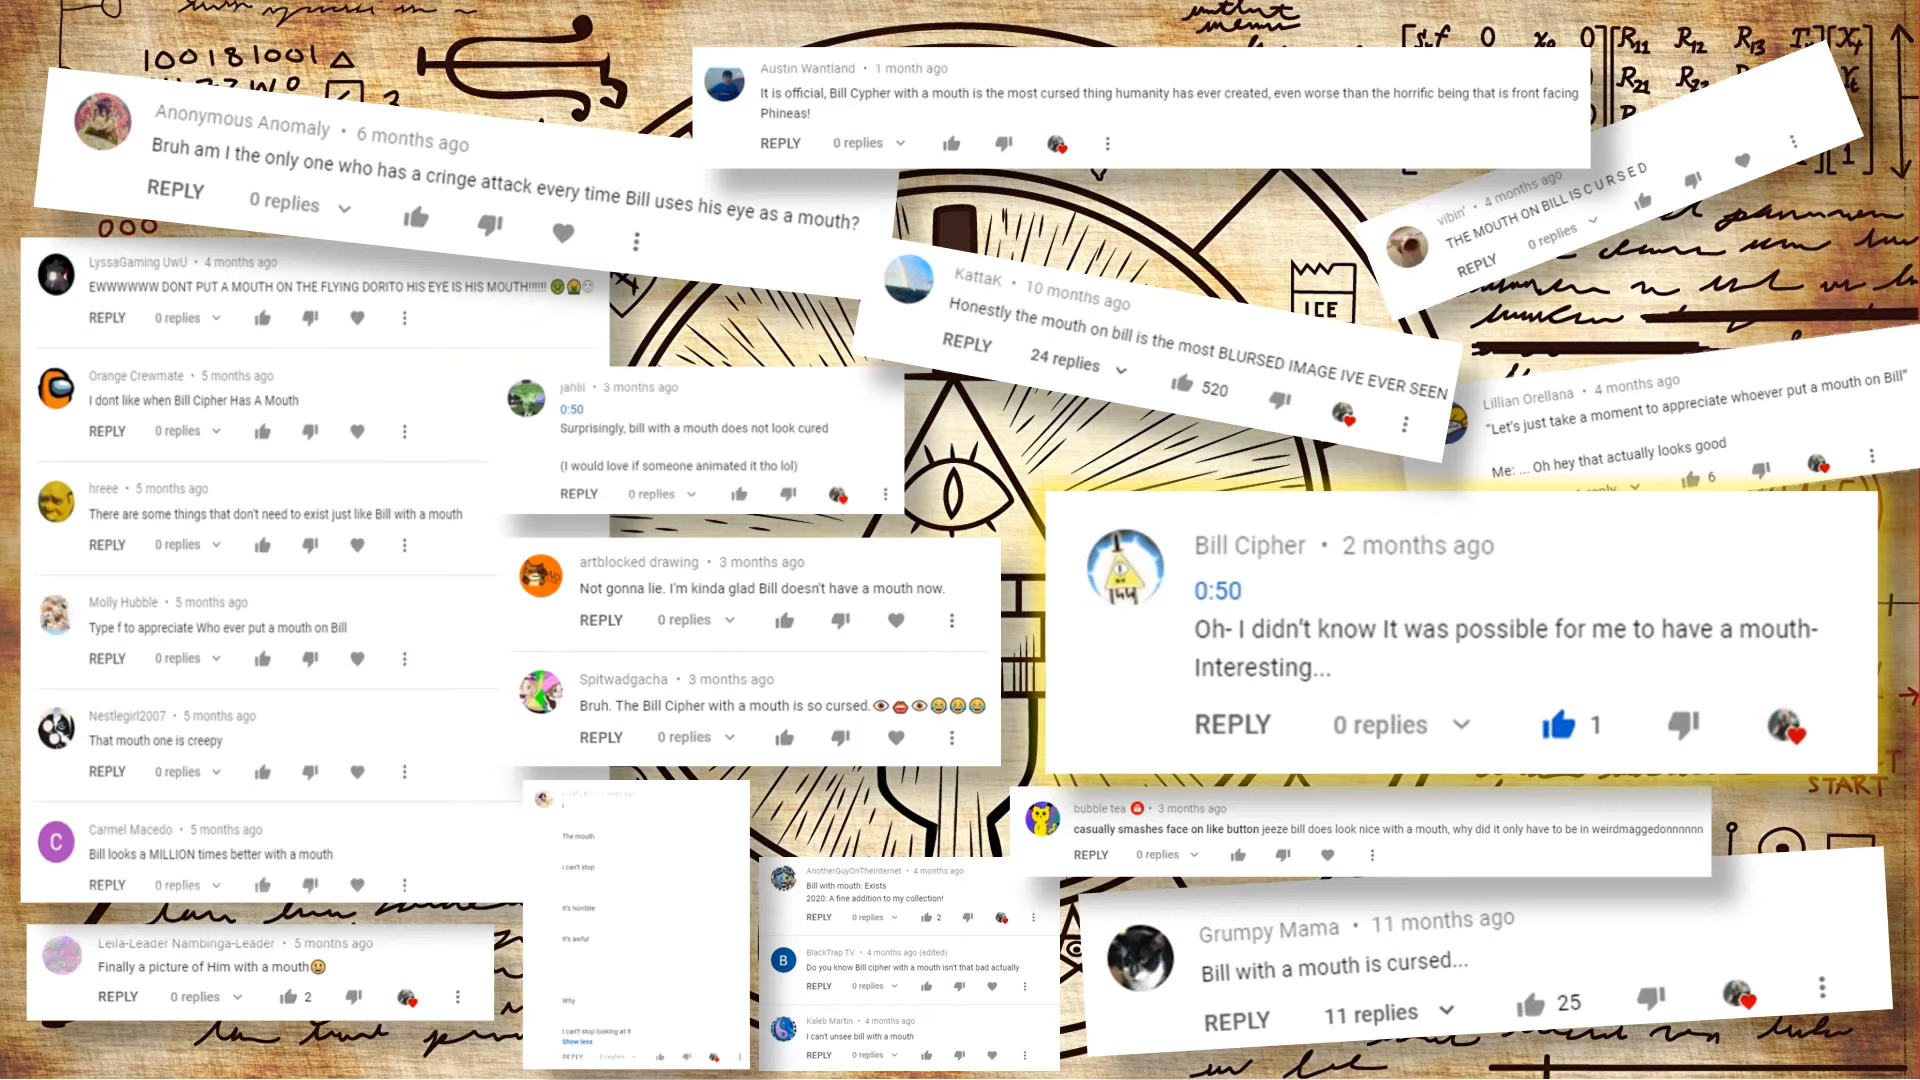 100181001 △
LCE
START
Anonymous Anomaly • 6 months ago
Bruh am I the only one who has a cringe attack every time Bill uses his eye as a mouth?
REPLY 0 replies
Austin Wantland • 1 month ago
It is official, Bill Cypher with a mouth is the most cursed thing humanity has ever created, even worse than the horrific being that is front facing
Phineas!
REPLY 0 replies
vibin' • 4 months ago
THE MOUTH ON BILL IS C U R S E D
REPLY 0 replies
LyssaGaming UwU • 4 months ago
EWWWWWW DONT PUT A MOUTH ON THE FLYING DORITO HIS EYE IS HIS MOUTH!!!!!!
REPLY 0 replies
KattaK • 10 months ago
Honestly the mouth on bill is the most BLURSED IMAGE IVE EVER SEEN
REPLY 24 replies 520
Orange Crewmate • 5 months ago
I dont like when Bill Cipher Has A Mouth
REPLY 0 replies
jahlil • 3 months ago
0:50
Surprisingly, bill with a mouth does not look cured
(I would love if someone animated it tho lol)
REPLY 0 replies
Lillian Orellana • 4 months ago
"Let's just take a moment to appreciate whoever put a mouth on Bill"
Me: ... Oh hey that actually looks good
6
hreee • 5 months ago
There are some things that don't need to exist just like Bill with a mouth
REPLY 0 replies
Bill Cipher • 2 months ago
0:50
Oh- I didn't know It was possible for me to have a mouth-
Interesting...
REPLY 0 replies 1
artblocked drawing • 3 months ago
Not gonna lie. I'm kinda glad Bill doesn't have a mouth now.
REPLY 0 replies
Molly Hubble • 5 months ago
Type f to appreciate Who ever put a mouth on Bill
REPLY 0 replies
Spitwadgacha • 3 months ago
Bruh. The Bill Cipher with a mouth is so cursed.👁👄👁😂😂😂
REPLY 0 replies
Nestlegirl2007 • 5 months ago
That mouth one is creepy
REPLY 0 replies
Carmel Macedo • 5 months ago
Bill looks a MILLION times better with a mouth
REPLY 0 replies
The mouth
i can't stop
It's horrible
It's awful
Why
I can't stop looking at it
Show less
REPLY 0 replies
bubble tea • 3 months ago
casually smashes face on like button jeeze bill does look nice with a mouth, why did it only have to be in weirdmaggedonnnnnn
REPLY 0 replies
AnotherGuyOnTheInternet • 4 months ago
Bill with mouth: Exists
2020: A fine addition to my collection!
REPLY 0 replies 2
BlackTrap TV • 4 months ago (edited)
Do you know Bill cipher with a mouth isn't that bad actually
REPLY 0 replies
Kaleb Martin • 4 months ago
I can't unsee bill with a mouth
REPLY 0 replies
Leila-Leader Nambinga-Leader • 5 months ago
Finally a picture of Him with a mouth😀
REPLY 0 replies 2
Grumpy Mama • 11 months ago
Bill with a mouth is cursed...
REPLY 11 replies 25